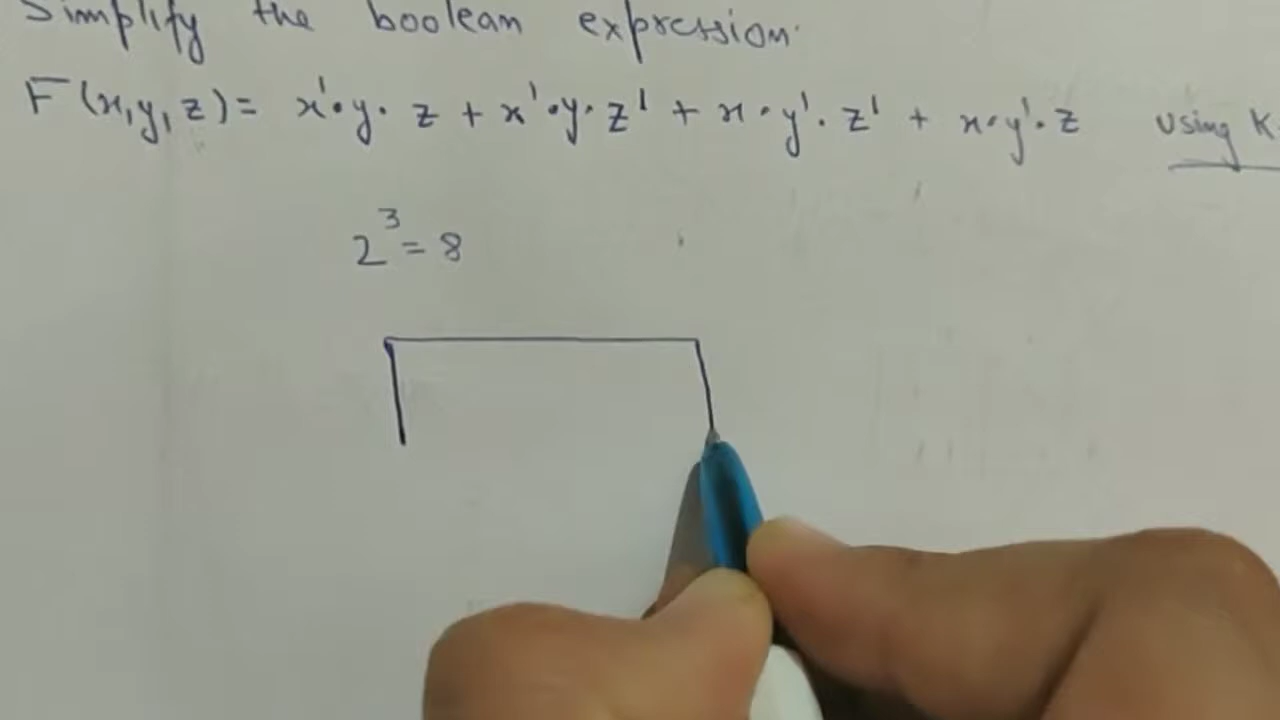 Simplify the boolean expression.
F(x,y,z)= x'•y•z + x'•y•z' + x•y'•z' + x•y'•z using K
2³=8